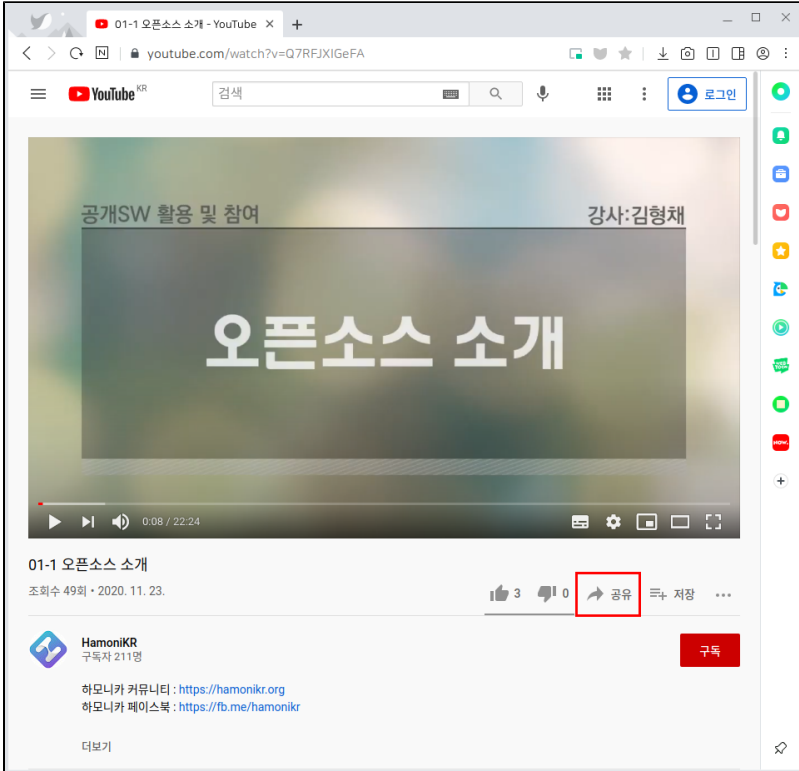 01-1 오픈소스 소개 - YouTube
youtube.com/watch?v=Q7RFJXIGeFA
YouTube KR
검색
로그인
공개SW 활용 및 참여
강사:김형채
오픈소스 소개
0:08 / 22:24
01-1 오픈소스 소개
조회수 49회 • 2020. 11. 23.
3
0
공유
저장
HamoniKR
구독자 211명
구독
하모니카 커뮤니티 : https://hamonikr.org
하모니카 페이스북 : https://fb.me/hamonikr
더보기
NOW.